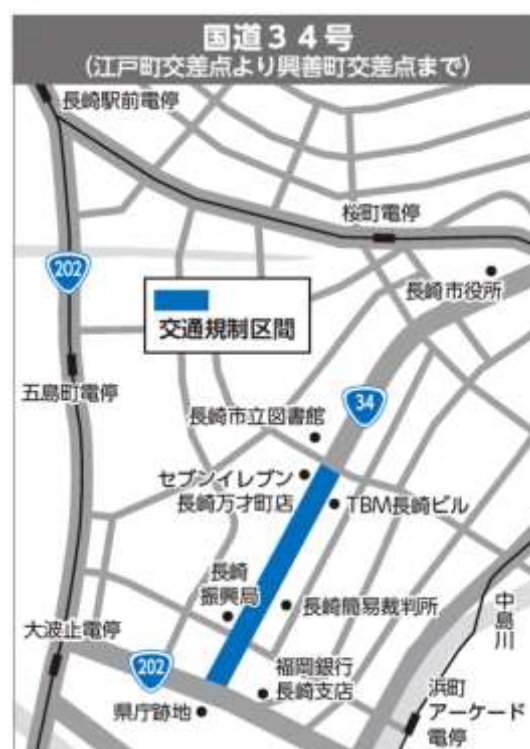 国道34号
(江戸町交差点より興善町交差点まで)
長崎駅前電停
桜町電停
202
長崎市役所
交通規制区間
五島町電停
34
長崎市立図書館
セブンイレブン
長崎万才町店
TBM長崎ビル
長崎
振興局
長崎簡易裁判所
中島川
大波止電停
202
福岡銀行
長崎支店
浜町
アーケード
電停
県庁跡地